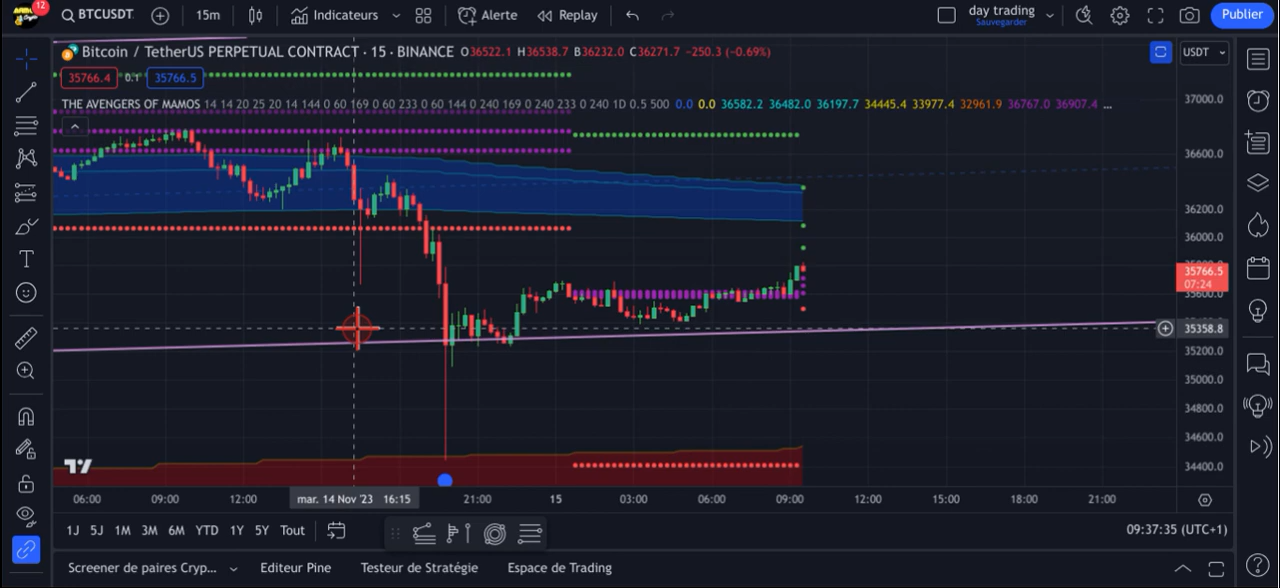 12
BTCUSDT
15m
Indicateurs
Alerte
Replay
day trading
Sauvegarder
Publier
Bitcoin / TetherUS PERPETUAL CONTRACT · 15 · BINANCE O36522.1 H36538.7 B36232.0 C36271.7 −250.3 (−0.69%)
USDT
35766.4 0.1 35766.5
THE AVENGERS OF MAMOS 14 14 20 25 20 14 144 0 60 169 0 60 233 0 60 144 0 240 169 0 240 233 0 240 1D 0.5 500 0.0 0.0 36582.2 36482.0 36197.7 34445.4 33977.4 32961.9 36767.0 36907.4 ...
37000.0
36600.0
36200.0
36000.0
35766.5
07:24
35600.0
35358.8
35200.0
35000.0
34800.0
34600.0
34400.0
06:00 09:00 12:00 mar. 14 Nov '23 16:15 21:00 15 03:00 06:00 09:00 12:00 15:00 18:00 21:00
1J 5J 1M 3M 6M YTD 1Y 5Y Tout
09:37:35 (UTC+1)
Screener de paires Cryp... Editeur Pine Testeur de Stratégie Espace de Trading